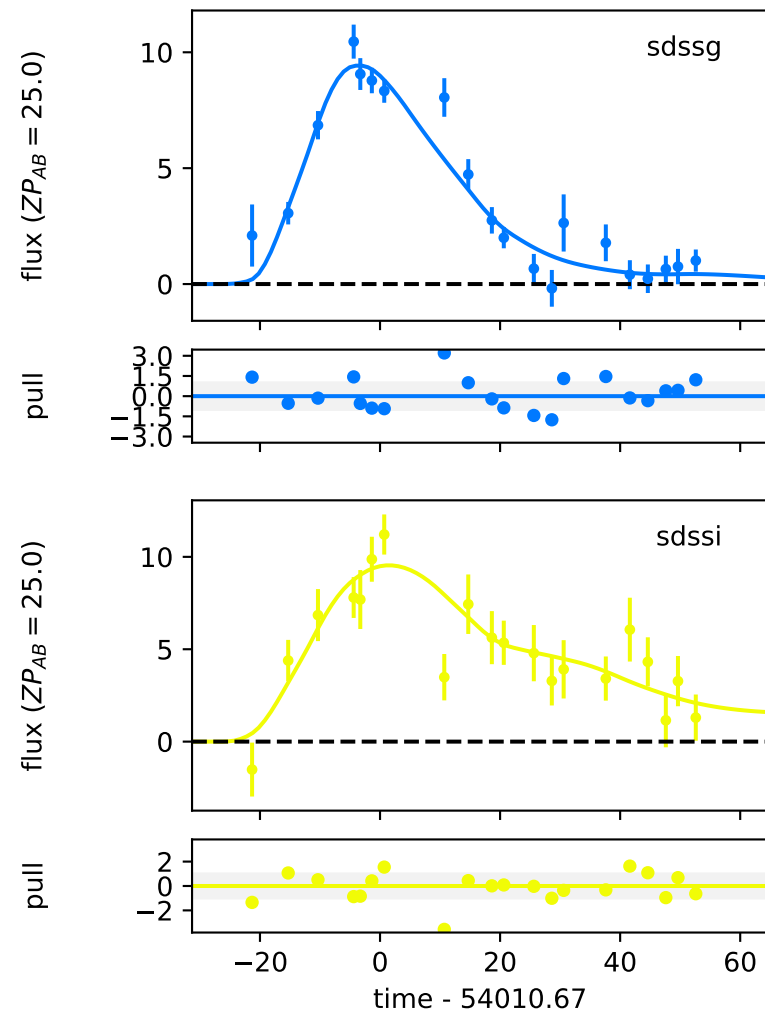 sdssg
flux (ZP_AB = 25.0)
10
5
0
pull
3.0
1.5
0.0
−1.5
−3.0
sdssi
flux (ZP_AB = 25.0)
10
5
0
pull
2
0
−2
−20 0 20 40 60
time - 54010.67